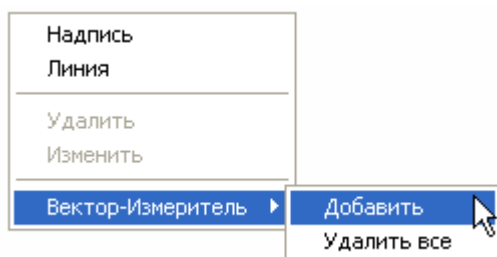 Надпись
Линия
Удалить
Изменить
Вектор-Измеритель
Добавить
Удалить все